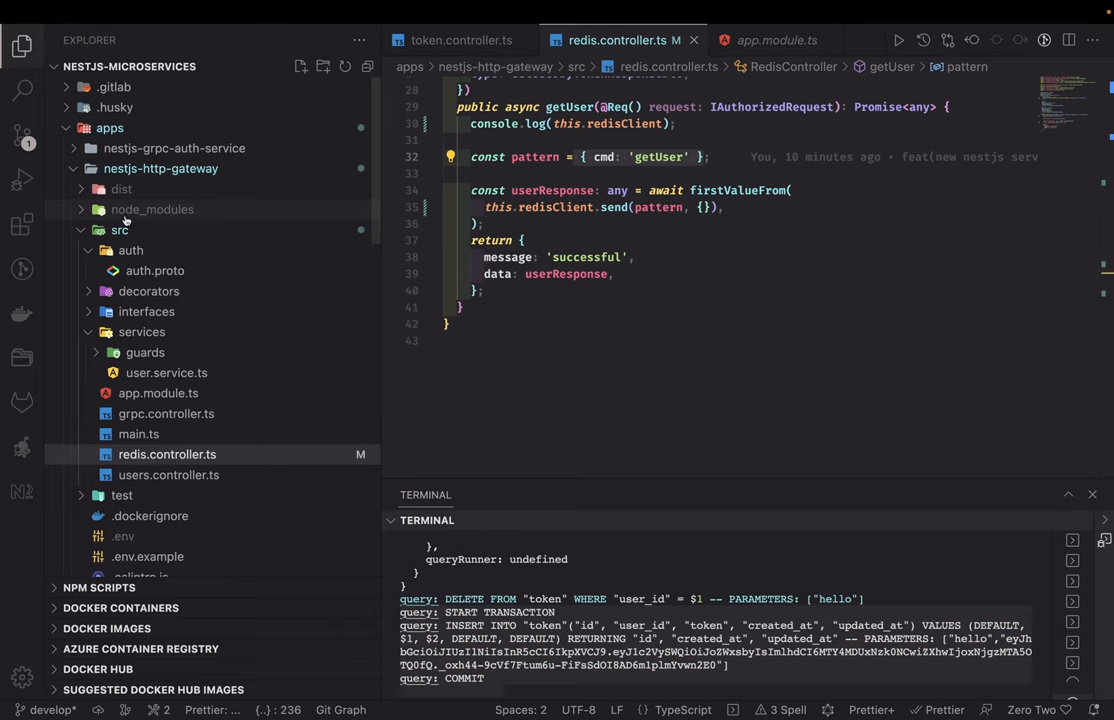 EXPLORER
NESTJS-MICROSERVICES
.gitlab
.husky
apps
nestjs-grpc-auth-service
nestjs-http-gateway
dist
node_modules
src
auth
auth.proto
decorators
interfaces
services
guards
user.service.ts
app.module.ts
grpc.controller.ts
main.ts
redis.controller.ts M
users.controller.ts
test
.dockerignore
.env
.env.example
NPM SCRIPTS
DOCKER CONTAINERS
DOCKER IMAGES
AZURE CONTAINER REGISTRY
DOCKER HUB
SUGGESTED DOCKER HUB IMAGES
token.controller.ts
redis.controller.ts M
app.module.ts
apps > nestjs-http-gateway > src > redis.controller.ts > RedisController > getUser > pattern
28 })
29 public async getUser(@Req() request: IAuthorizedRequest): Promise<any> {
30 console.log(this.redisClient);
31
32 const pattern = { cmd: 'getUser' }; You, 10 minutes ago • feat(new nestjs serv
33
34 const userResponse: any = await firstValueFrom(
35 this.redisClient.send(pattern, {}),
36 );
37 return {
38 message: 'successful',
39 data: userResponse,
40 };
41 }
42 }
43
TERMINAL
TERMINAL
},
queryRunner: undefined
}
}
query: DELETE FROM "token" WHERE "user_id" = $1 -- PARAMETERS: ["hello"]
query: START TRANSACTION
query: INSERT INTO "token"("id", "user_id", "token", "created_at", "updated_at") VALUES (DEFAULT,
$1, $2, DEFAULT, DEFAULT) RETURNING "id", "created_at", "updated_at" -- PARAMETERS: ["hello","eyJh
query: COMMIT
develop* 2 Prettier: ... {..} : 236 Git Graph Spaces: 2 UTF-8 LF {} TypeScript 3 Spell Prettier+ Prettier Zero Two